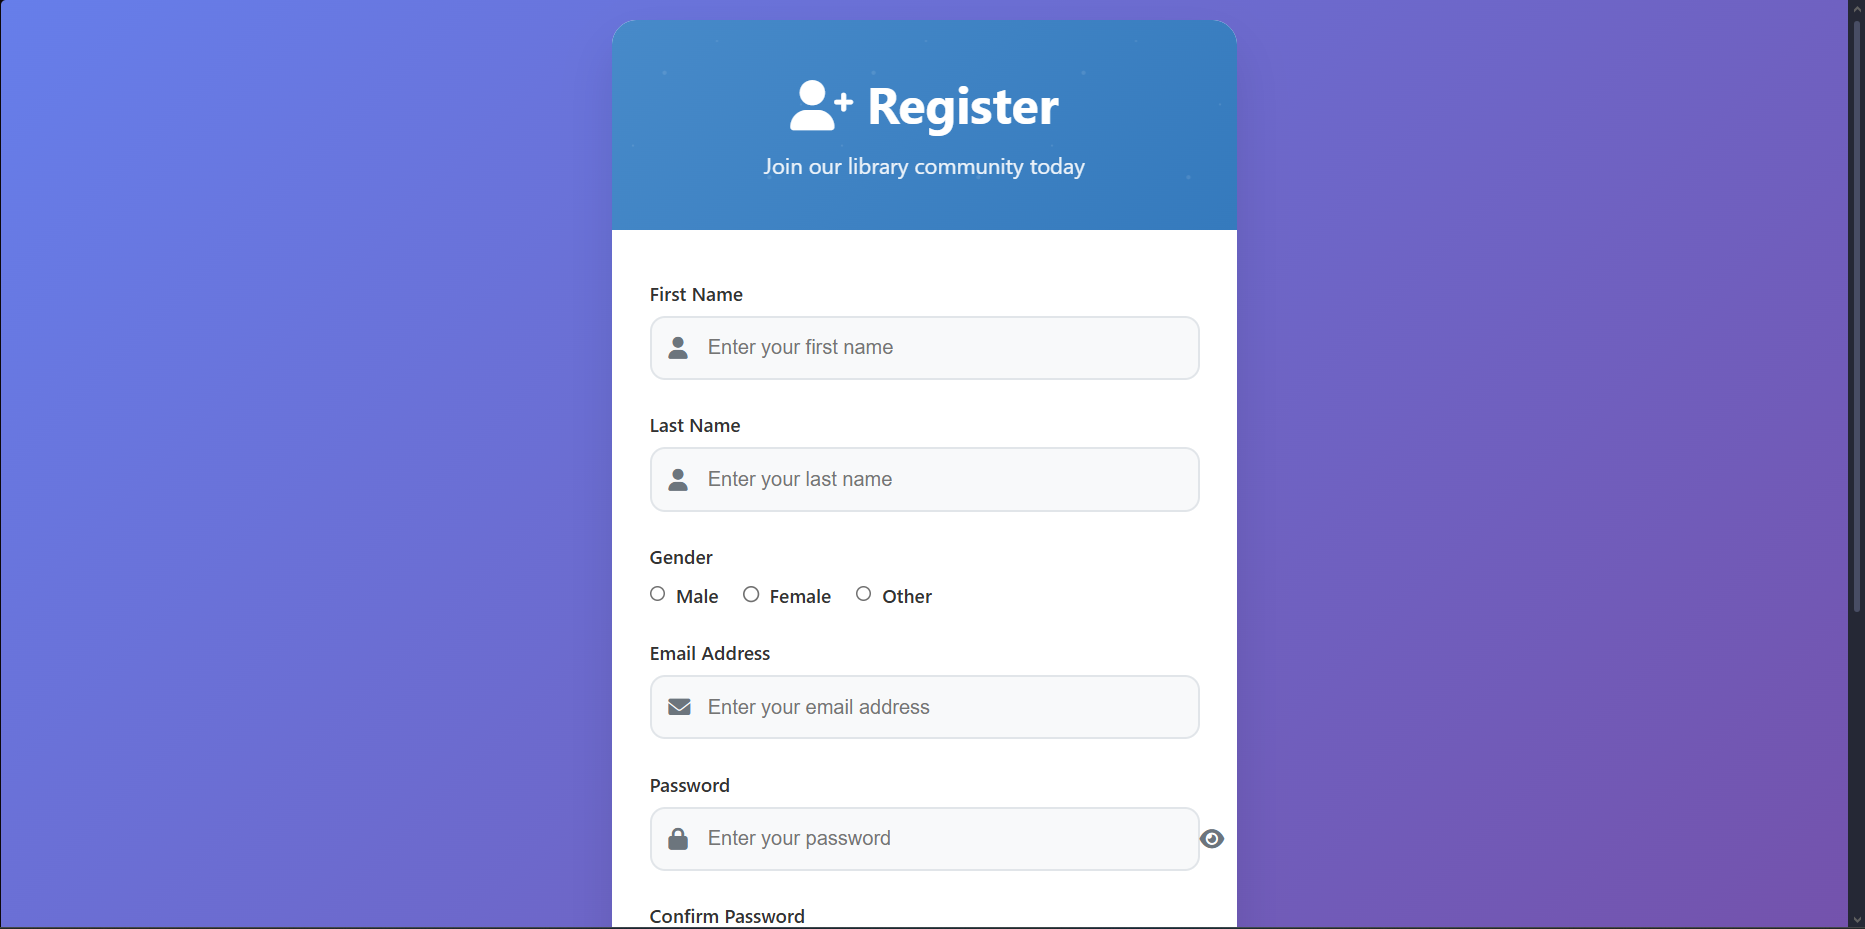 Register
Join our library community today
First Name
Enter your first name
Last Name
Enter your last name
Gender
Male Female Other
Email Address
Enter your email address
Password
Enter your password
Confirm Password